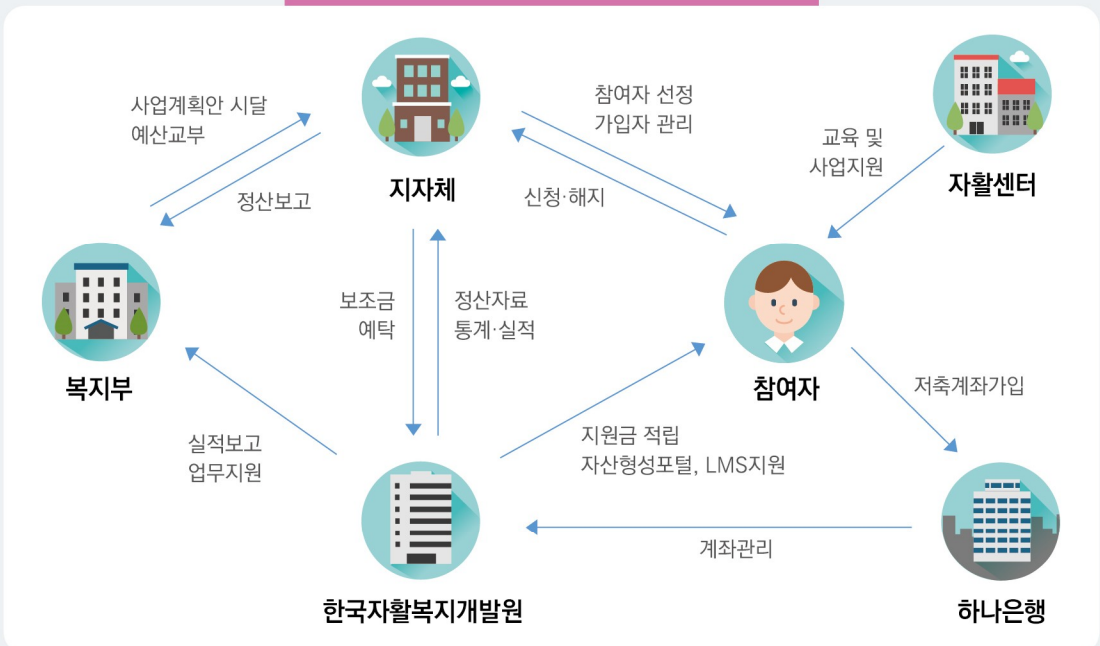 사업계획안 시달
예산교부
정산보고
지자체
참여자 선정
가입자 관리
신청·해지
교육 및
사업지원
자활센터
복지부
보조금
예탁
정산자료
통계·실적
참여자
저축계좌가입
실적보고
업무지원
지원금 적립
자산형성포털, LMS지원
계좌관리
한국자활복지개발원
하나은행